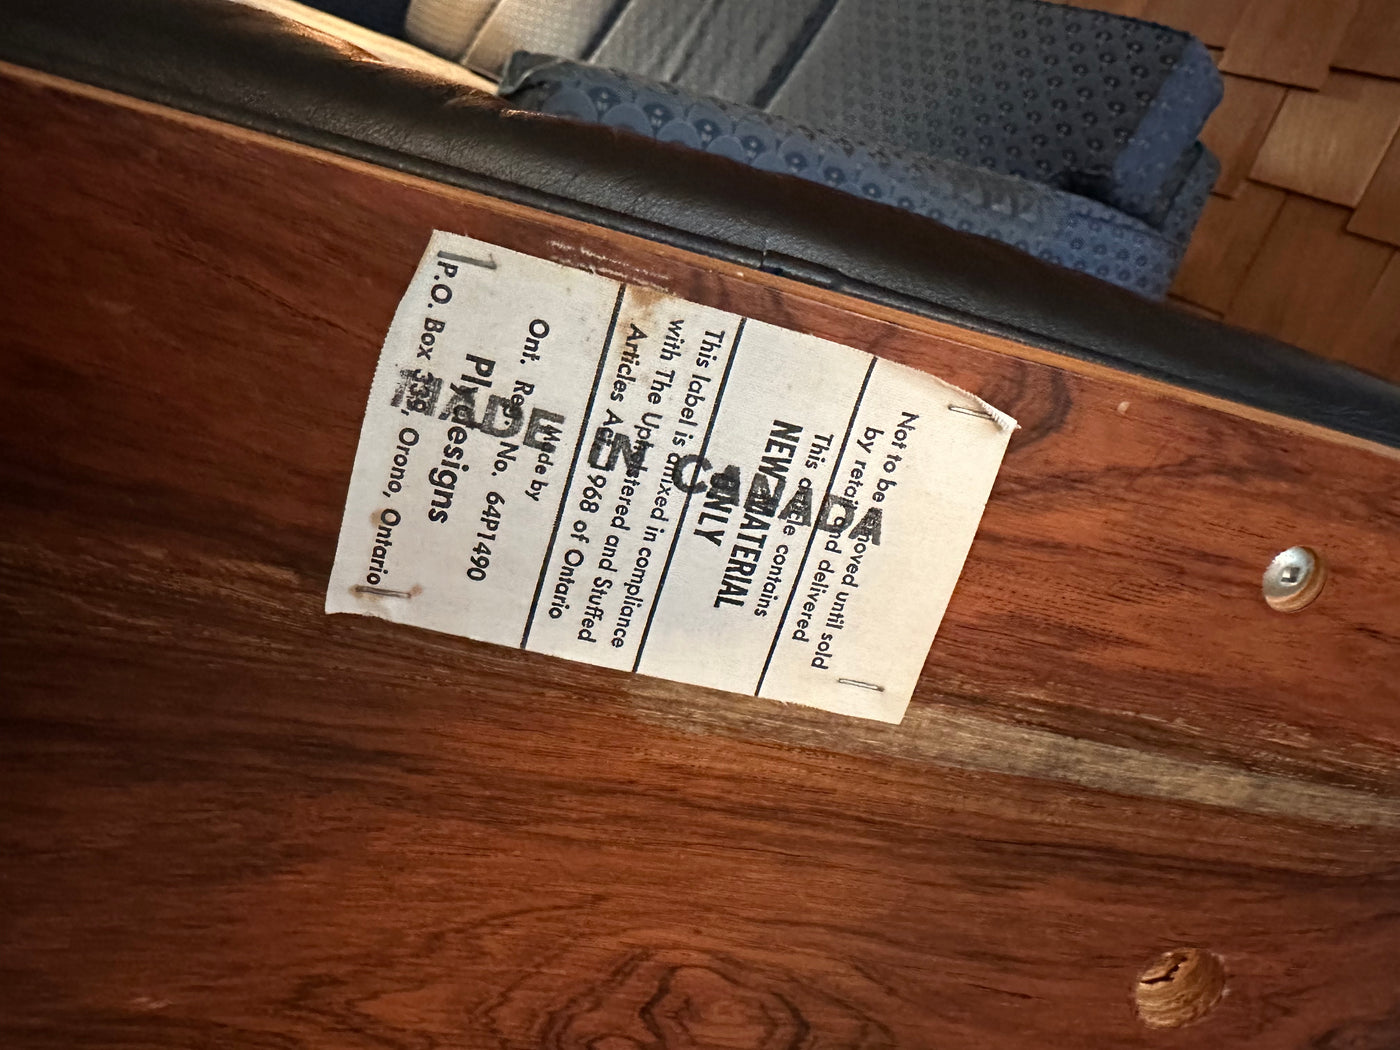 Not to be removed until sold
by retail and delivered
This article contains
NEW MATERIAL
ONLY
This label is affixed in compliance
with The Upholstered and Stuffed
Articles Act 1968 of Ontario
Made by
Ont. Reg. No. 64P1490
Plydesigns
P.O. Box Orono, Ontario
MADE IN CANADA